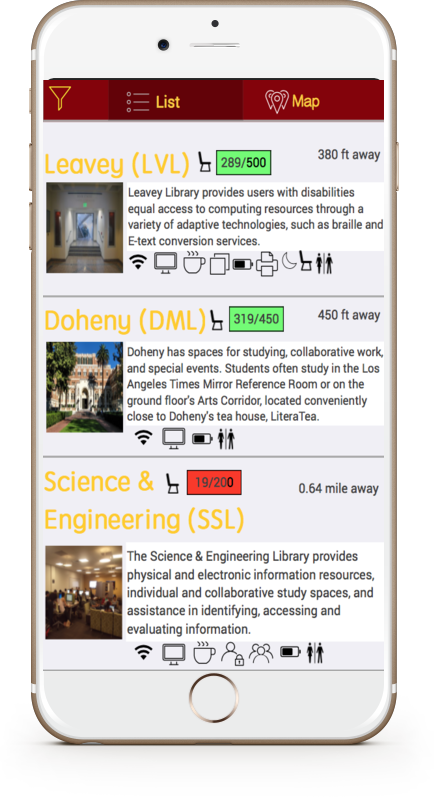 List
Map
Leavey (LVL)
289/500
380 ft away
Leavey Library provides users with disabilities
equal access to computing resources through a
variety of adaptive technologies, such as braille and
E-text conversion services.
Doheny (DML)
319/450
450 ft away
Doheny has spaces for studying, collaborative work,
and special events. Students often study in the Los
Angeles Times Mirror Reference Room or on the
ground floor's Arts Corridor, located conveniently
close to Doheny's tea house, LiteraTea.
Science &
19/200
0.64 mile away
Engineering (SSL)
The Science & Engineering Library provides
physical and electronic information resources,
individual and collaborative study spaces, and
assistance in identifying, accessing and
evaluating information.